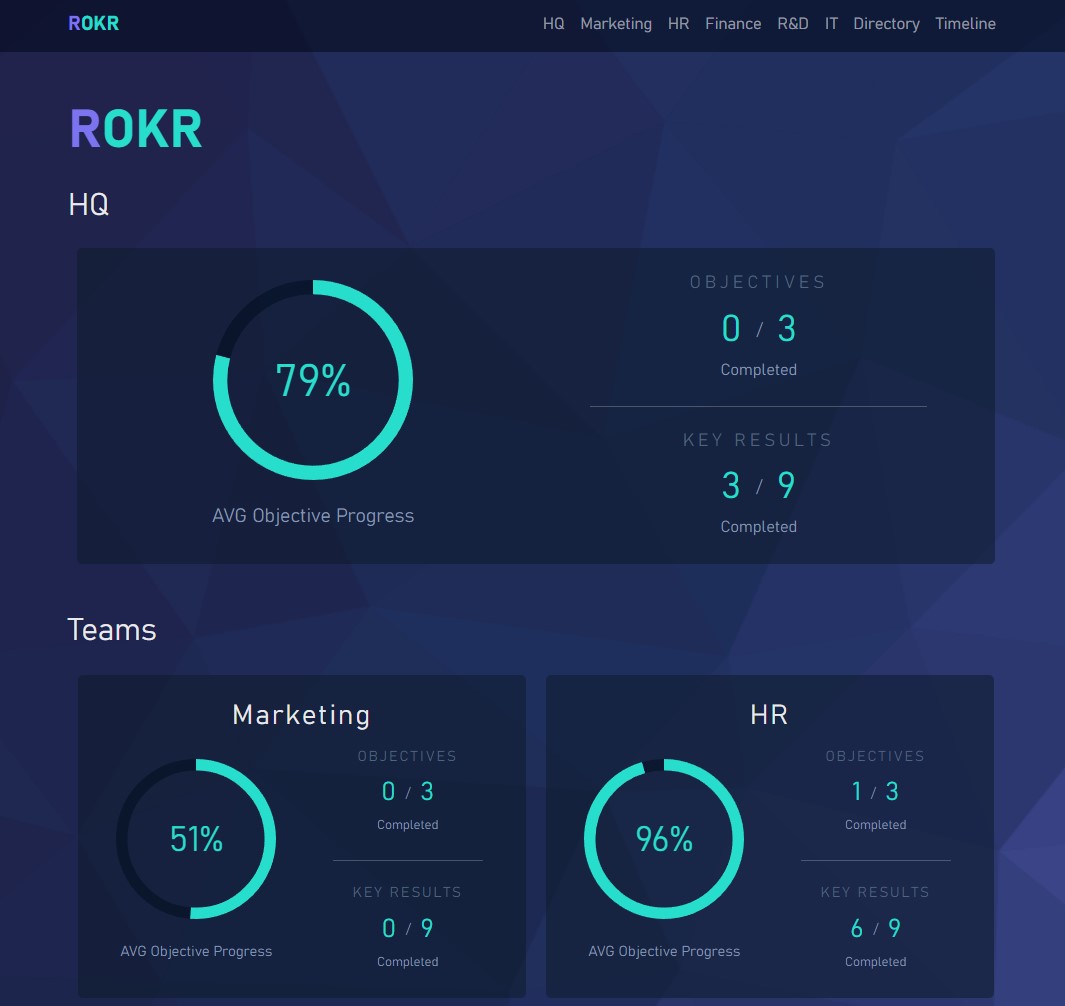 ROKR
HQ Marketing HR Finance R&D IT Directory Timeline
ROKR
HQ
79%
AVG Objective Progress
OBJECTIVES
0 / 3
Completed
KEY RESULTS
3 / 9
Completed
Teams
Marketing
51%
AVG Objective Progress
OBJECTIVES
0 / 3
Completed
KEY RESULTS
0 / 9
Completed
HR
96%
AVG Objective Progress
OBJECTIVES
1 / 3
Completed
KEY RESULTS
6 / 9
Completed